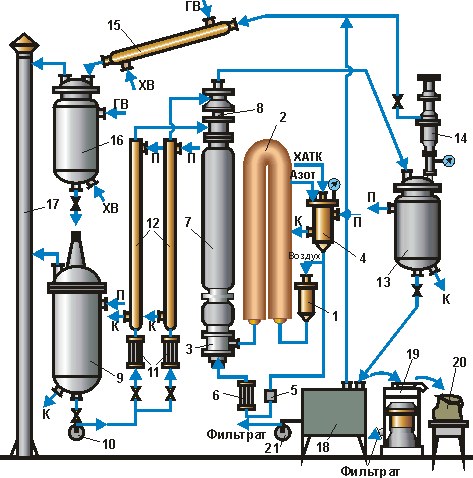 ГВ
15
ХВ
ГВ
16
ХВ
8
2
14
ХАТК
Азот
П
П
К
П
П
17
12
7
4
13
К
Воздух
1
П
К
К
3
9
11
6
5
19
20
К
10
Фильтрат
21
18
Фильтрат